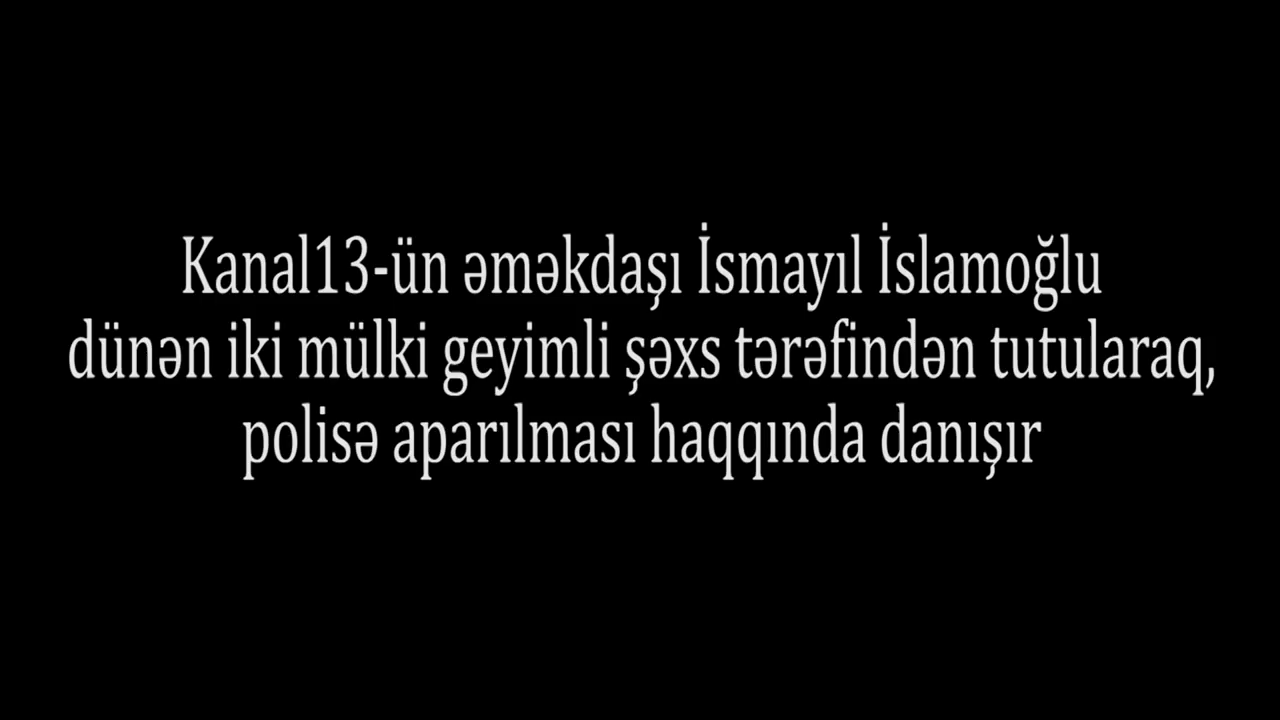 Kanal13-ün əməkdaşı İsmayıl İslamoğlu
dünən iki mülki geyimli şəxs tərəfindən tutularaq,
polisə aparılması haqqında danışır